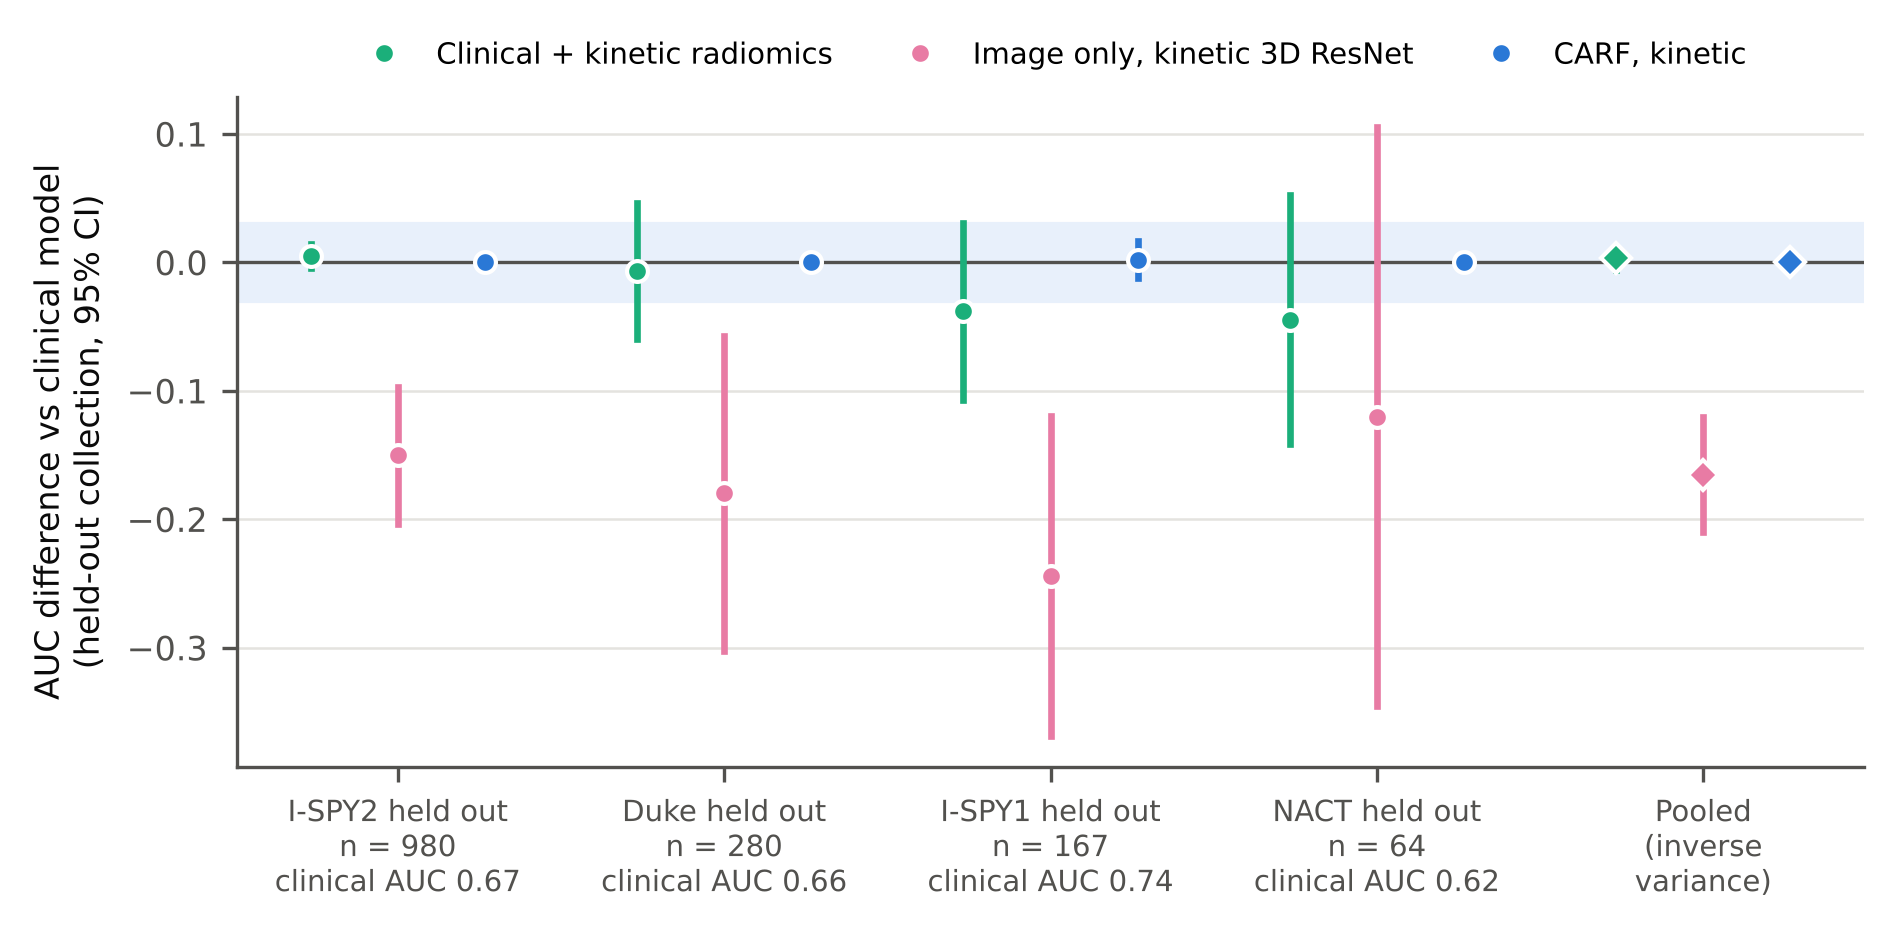 Clinical + kinetic radiomics
Image only, kinetic 3D ResNet
CARF, kinetic
AUC difference vs clinical model
(held-out collection, 95% CI)
0.1
0.0
−0.1
−0.2
−0.3
I-SPY2 held out
n = 980
clinical AUC 0.67
Duke held out
n = 280
clinical AUC 0.66
I-SPY1 held out
n = 167
clinical AUC 0.74
NACT held out
n = 64
clinical AUC 0.62
Pooled
(inverse
variance)